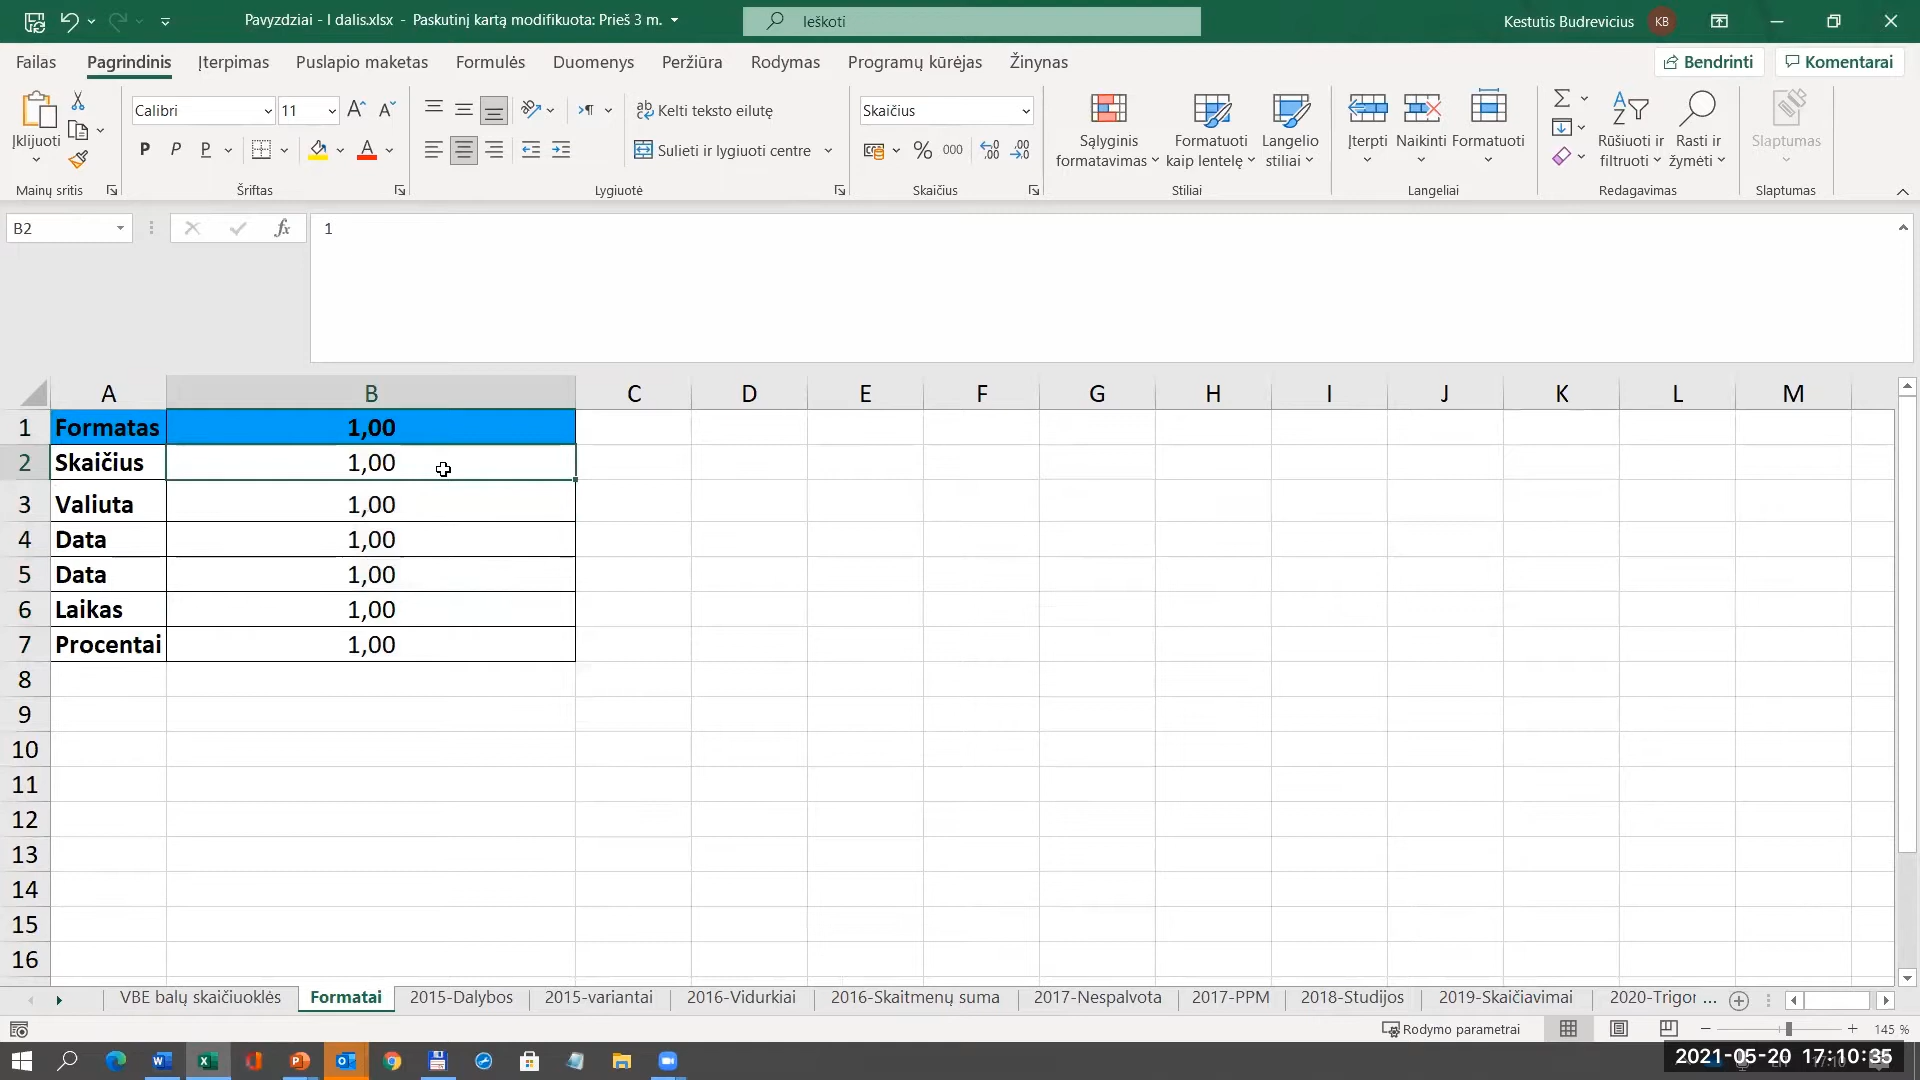 Pavyzdziai - I dalis.xlsx - Paskutinį kartą modifikuota: Prieš 3 m.
Ieškoti
Kestutis Budrevicius KB
Failas Pagrindinis Įterpimas Puslapio maketas Formulės Duomenys Peržiūra Rodymas Programų kūrėjas Žinynas
Bendrinti Komentarai
Įklijuoti
Calibri 11
P P P A
Kelti teksto eilutę
Sulieti ir lygiuoti centre
Skaičius
% 000
Sąlyginis formatavimas
Formatuoti kaip lentelę
Langelio stiliai
Įterpti Naikinti Formatuoti
Rūšiuoti ir filtruoti
Rasti ir žymėti
Slaptumas
Mainų sritis Šriftas Lygiuotė Skaičius Stiliai Langeliai Redagavimas Slaptumas
B2 fx 1
A B C D E F G H I J K L M
1 Formatas 1,00
2 Skaičius 1,00
3 Valiuta 1,00
4 Data 1,00
5 Data 1,00
6 Laikas 1,00
7 Procentai 1,00
8
9
10
11
12
13
14
15
16
VBE balų skaičiuoklės Formatai 2015-Dalybos 2015-variantai 2016-Vidurkiai 2016-Skaitmenų suma 2017-Nespalvota 2017-PPM 2018-Studijos 2019-Skaičiavimai 2020-Trigor ...
Rodymo parametrai 145 %
2021-05-20 17:10:35